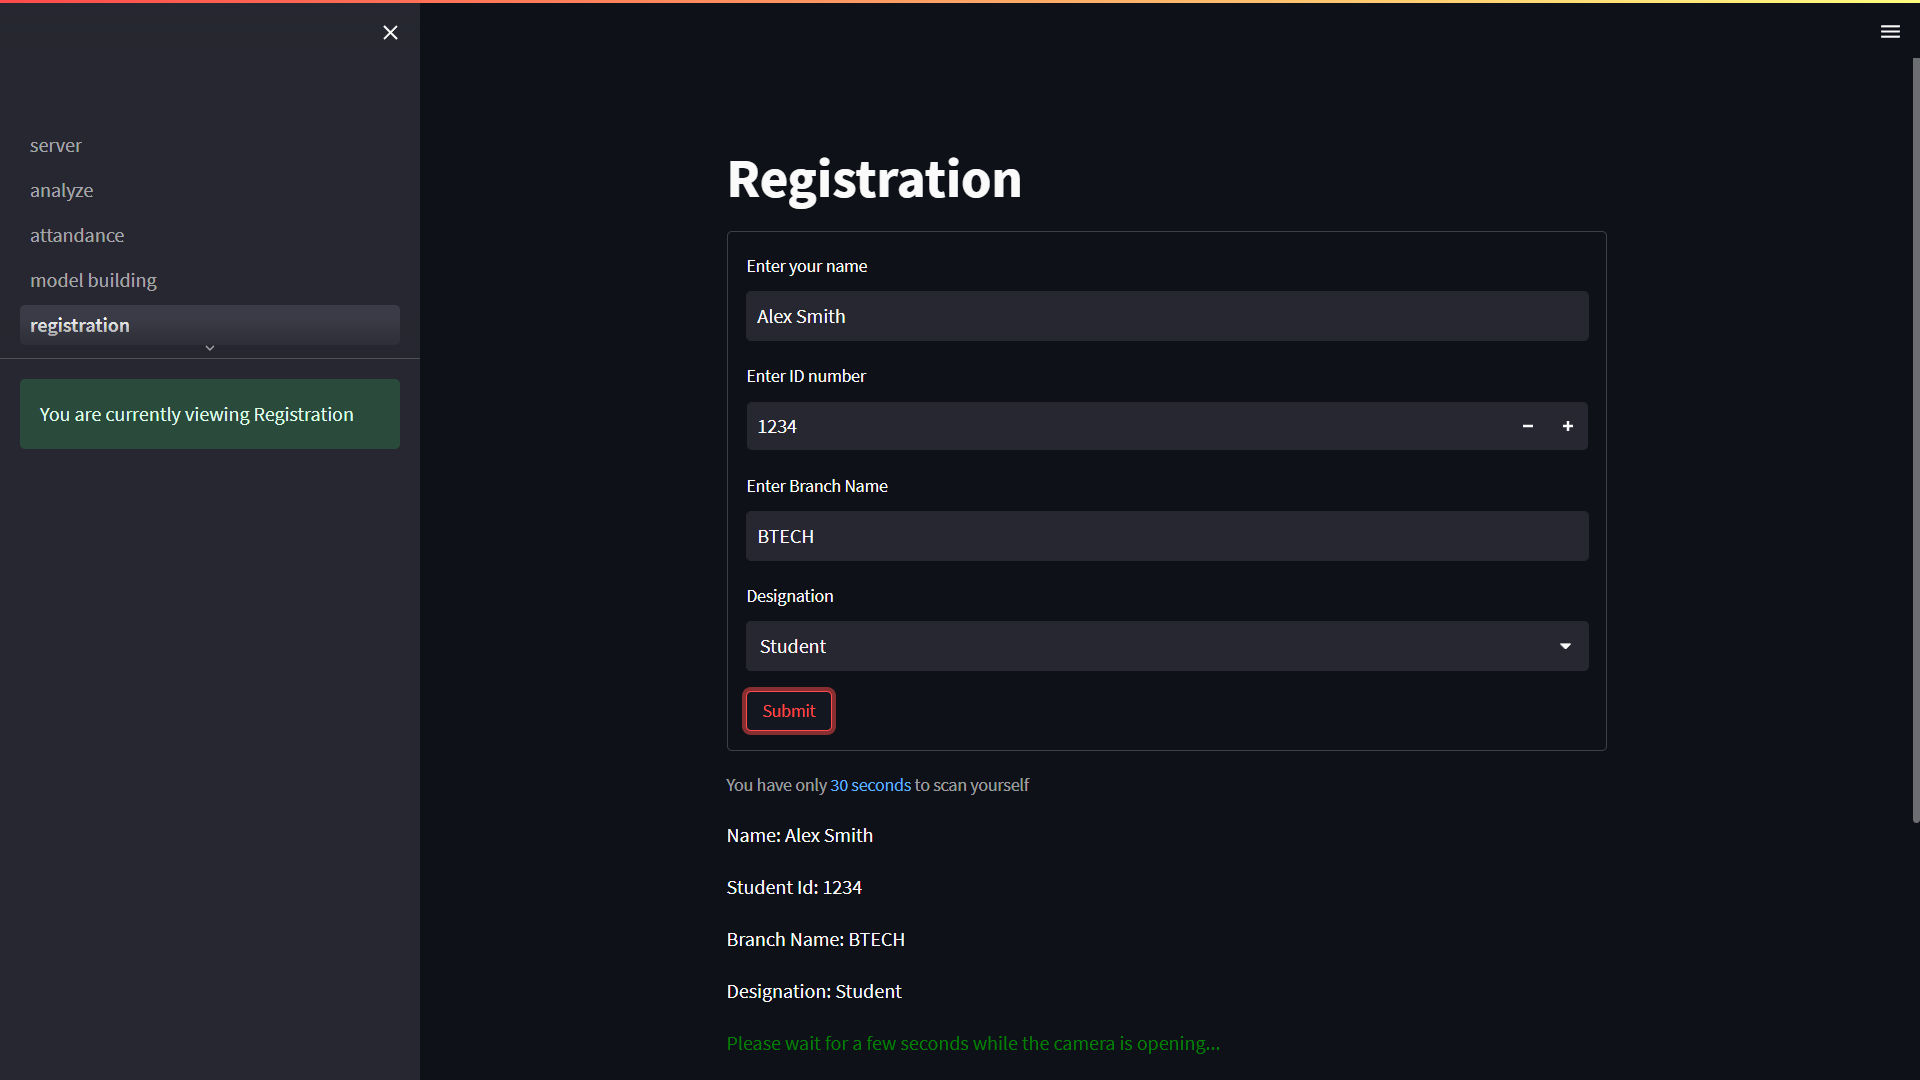 server
analyze
attandance
model building
registration
You are currently viewing Registration
Registration
Enter your name
Alex Smith
Enter ID number
1234
Enter Branch Name
BTECH
Designation
Student
Submit
You have only 30 seconds to scan yourself
Name: Alex Smith
Student Id: 1234
Branch Name: BTECH
Designation: Student
Please wait for a few seconds while the camera is opening...